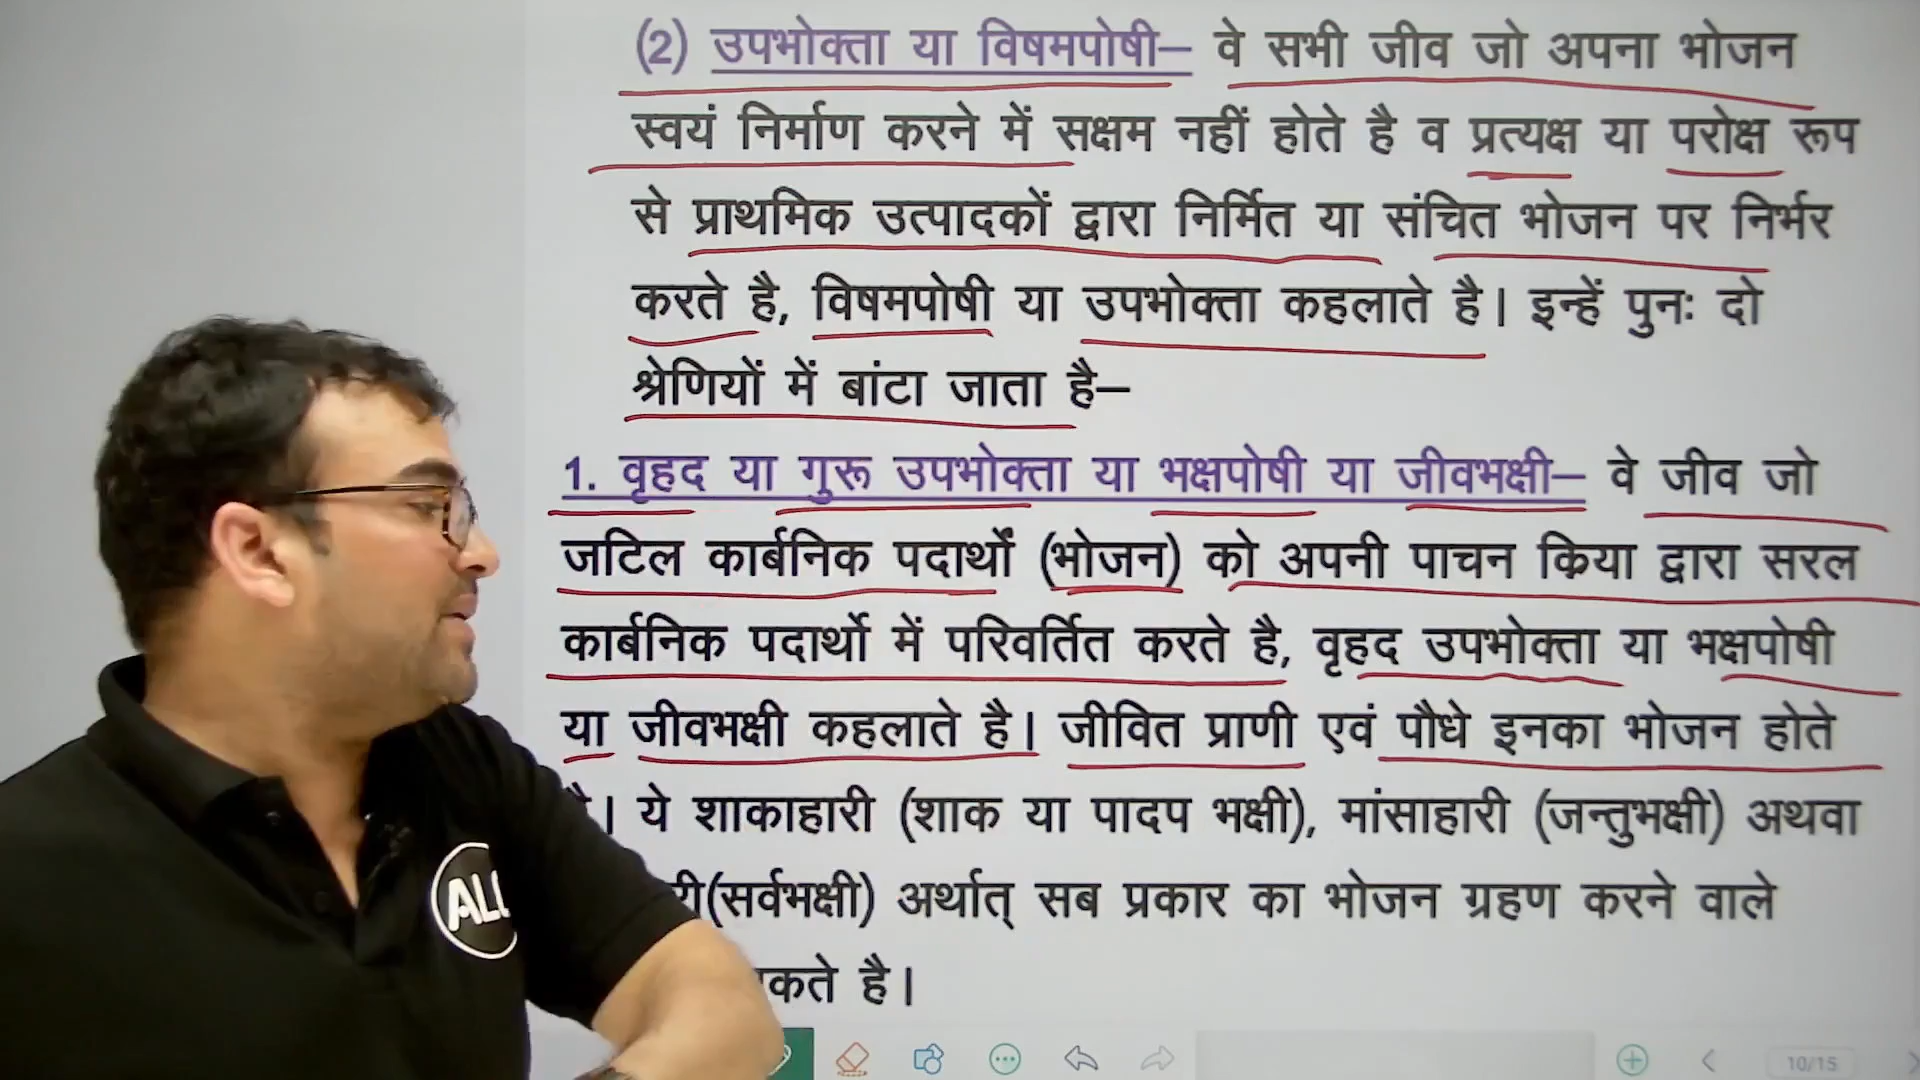 (2) उपभोक्ता या विषमपोषी– वे सभी जीव जो अपना भोजन
स्वयं निर्माण करने में सक्षम नहीं होते है व प्रत्यक्ष या परोक्ष रूप
से प्राथमिक उत्पादकों द्वारा निर्मित या संचित भोजन पर निर्भर
करते है, विषमपोषी या उपभोक्ता कहलाते है। इन्हें पुनः दो
श्रेणियों में बांटा जाता है–
1. वृहद या गुरू उपभोक्ता या भक्षपोषी या जीवभक्षी– वे जीव जो
जटिल कार्बनिक पदार्थों (भोजन) को अपनी पाचन किया द्वारा सरल
कार्बनिक पदार्थो में परिवर्तित करते है, वृहद उपभोक्ता या भक्षपोषी
या जीवभक्षी कहलाते है। जीवित प्राणी एवं पौधे इनका भोजन होते
। ये शाकाहारी (शाक या पादप भक्षी), मांसाहारी (जन्तुभक्षी) अथवा
(सर्वभक्षी) अर्थात् सब प्रकार का भोजन ग्रहण करने वाले
है।
10/15